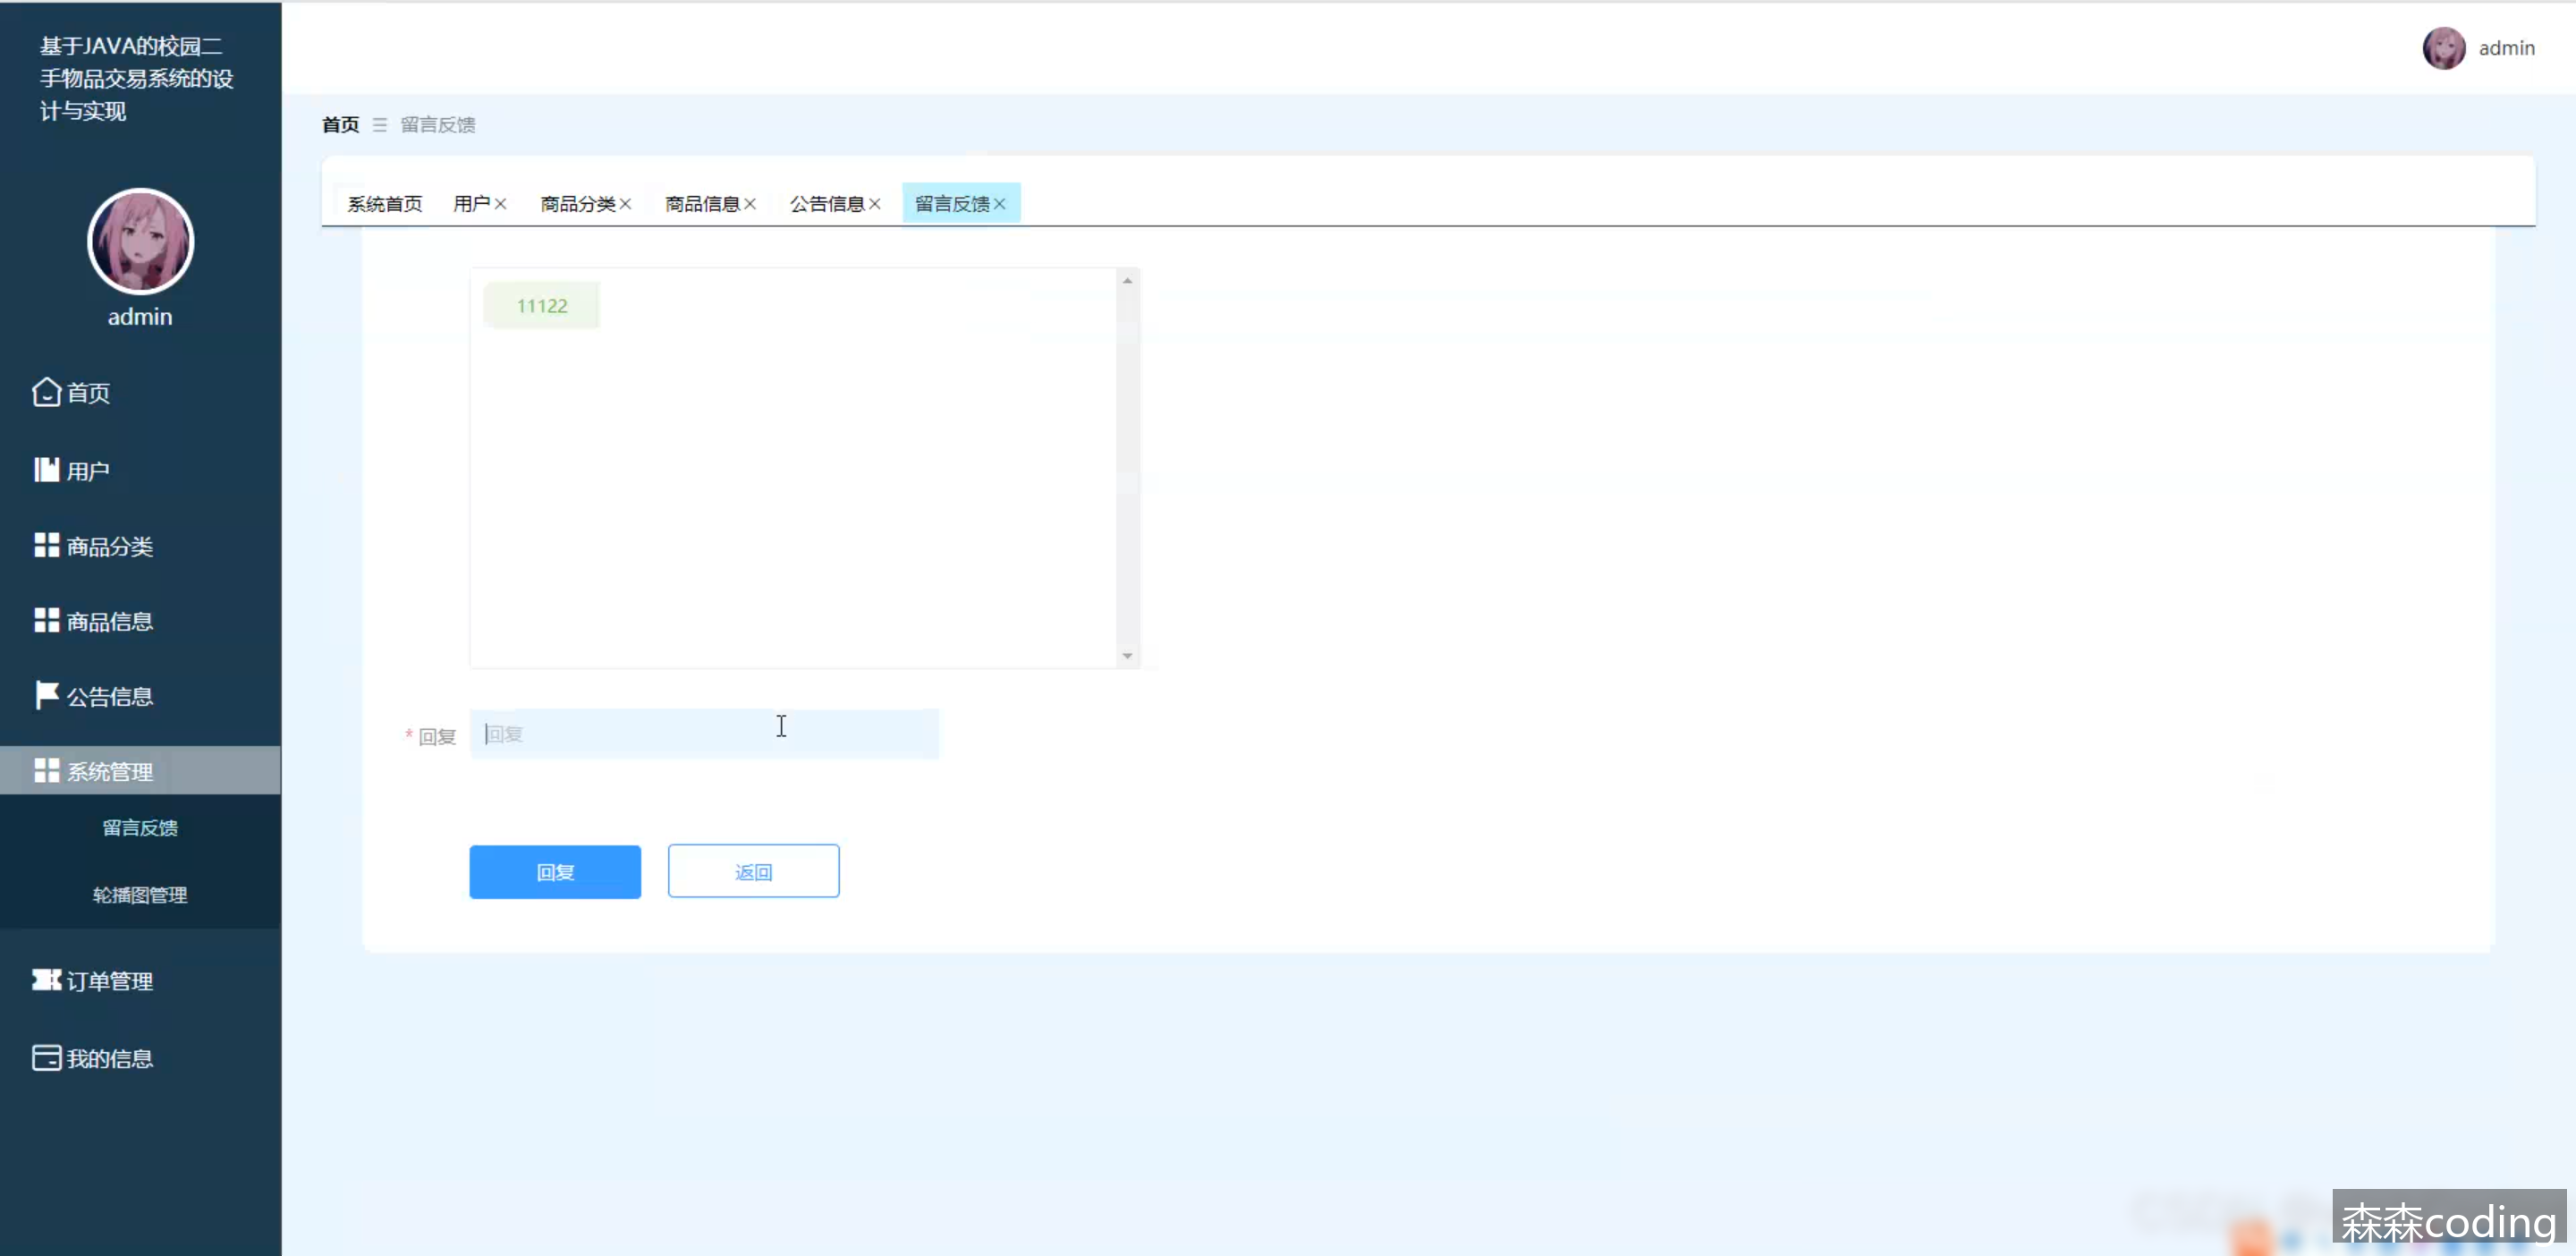 基于JAVA的校园二
手物品交易系统的设
计与实现
admin
首页
用户
商品分类
商品信息
公告信息
系统管理
留言反馈
轮播图管理
订单管理
我的信息
admin
首页 留言反馈
系统首页 用户 商品分类 商品信息 公告信息 留言反馈
11122
*回复 回复
回复 返回
森森coding